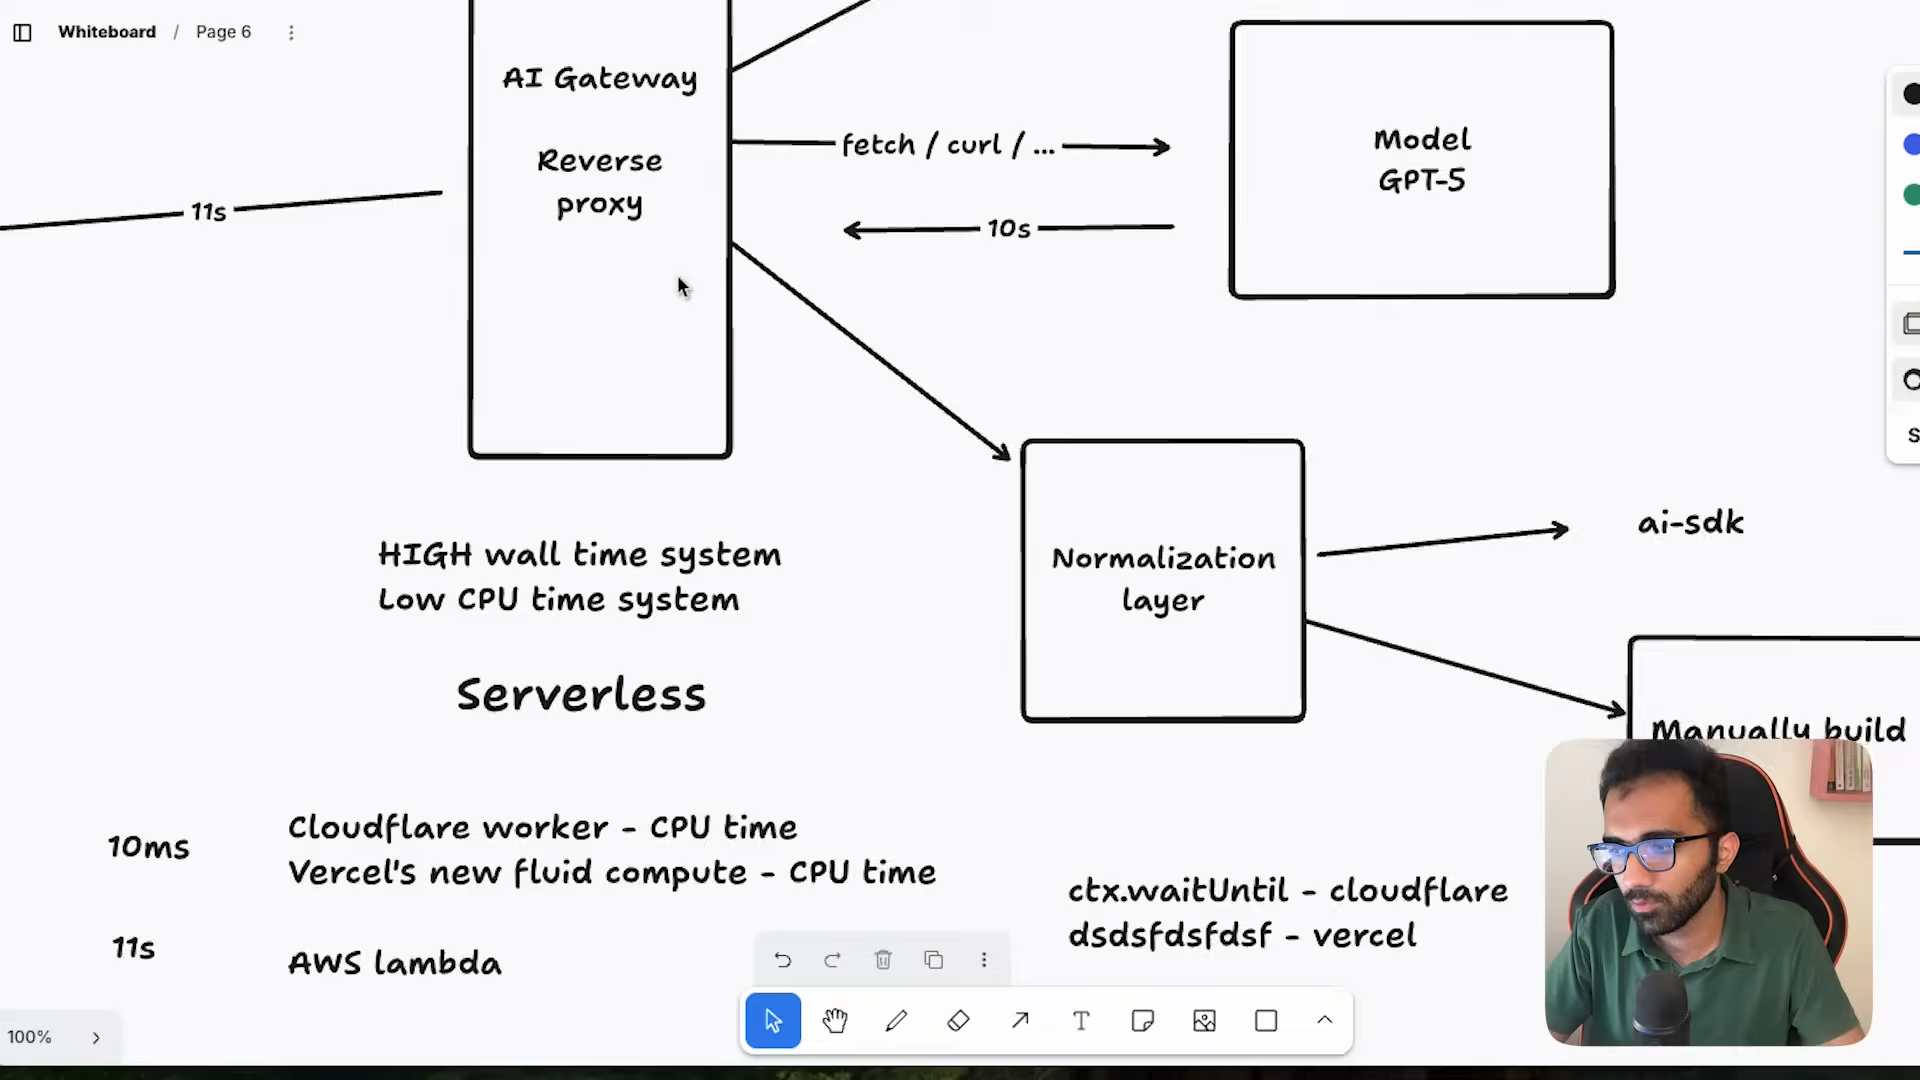 Whiteboard / Page 6
AI Gateway
Reverse
proxy
fetch / curl / ...
10s
11s
Model
GPT-5
HIGH wall time system
Low CPU time system
Serverless
Normalization
layer
ai-sdk
Manually build
10ms
Cloudflare worker - CPU time
Vercel's new fluid compute - CPU time
11s
AWS lambda
ctx.waitUntil - cloudflare
dsdsfdsfdsf - vercel
100%
S
T